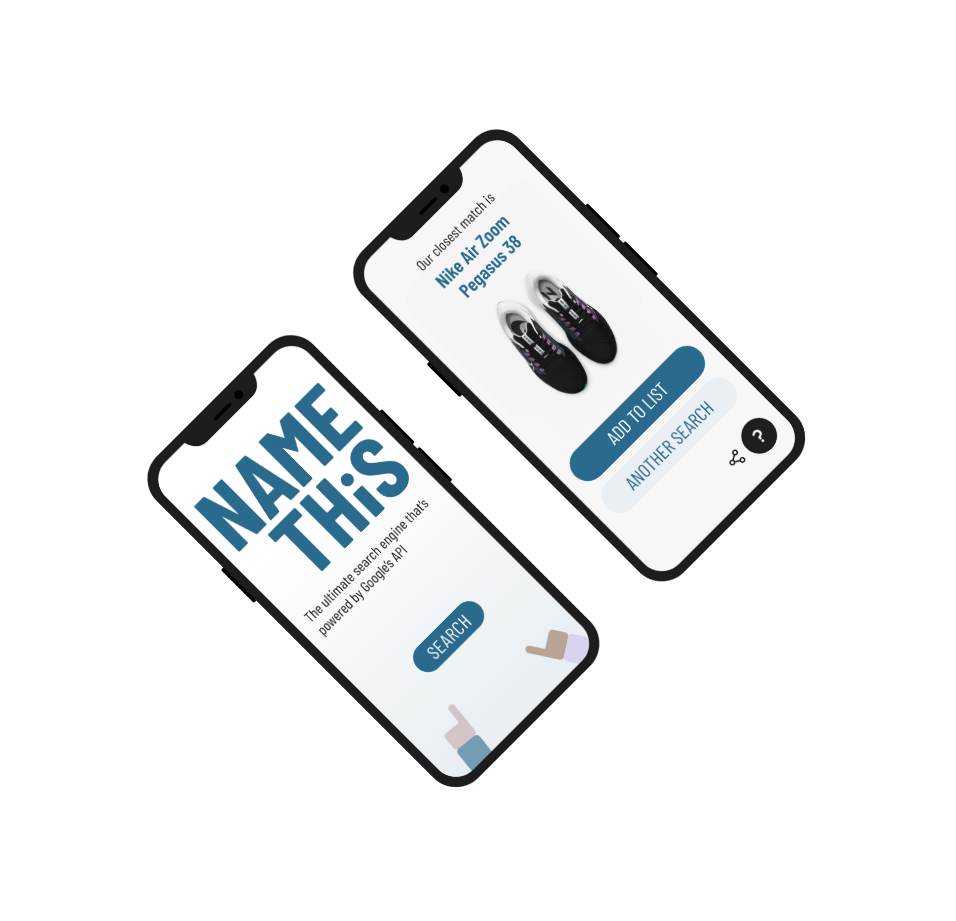 NAME
THiS
The ultimate search engine that's
powered by Google's API
SEARCH
Our closest match is
Nike Air Zoom
Pegasus 38
ADD TO LIST
ANOTHER SEARCH
?